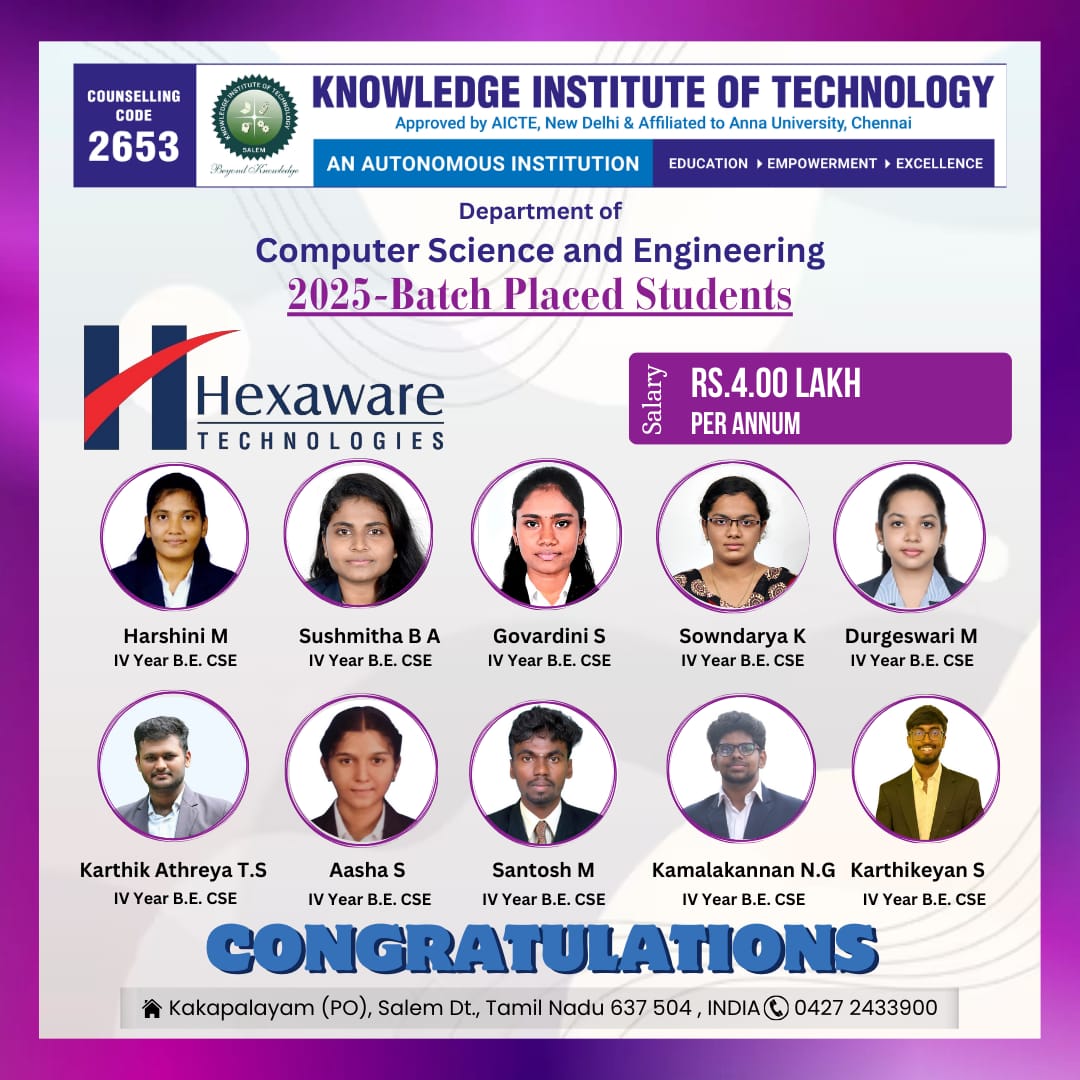 COUNSELLING
CODE
2653
KNOWLEDGE INSTITUTE OF TECHNOLOGY
SALEM
Beyond Knowledge
KNOWLEDGE INSTITUTE OF TECHNOLOGY
Approved by AICTE, New Delhi & Affiliated to Anna University, Chennai
AN AUTONOMOUS INSTITUTION
EDUCATION EMPOWERMENT EXCELLENCE
Department of
Computer Science and Engineering
2025-Batch Placed Students
Hexaware
TECHNOLOGIES
Salary
RS.4.00 LAKH
PER ANNUM
Harshini M Sushmitha B A Govardini S Sowndarya K Durgeswari M
IV Year B.E. CSE IV Year B.E. CSE IV Year B.E. CSE IV Year B.E. CSE IV Year B.E. CSE
Karthik Athreya T.S Aasha S Santosh M Kamalakannan N.G Karthikeyan S
IV Year B.E. CSE IV Year B.E. CSE IV Year B.E. CSE IV Year B.E. CSE IV Year B.E. CSE
CONGRATULATIONS
Kakapalayam (PO), Salem Dt., Tamil Nadu 637 504 , INDIA 0427 2433900